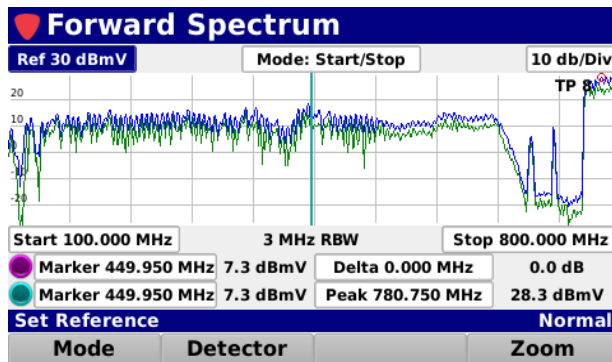 Forward Spectrum
Ref 30 dBmV Mode: Start/Stop 10 db/Div
TP 8
20
10
0
-10
-20
Start 100.000 MHz 3 MHz RBW Stop 800.000 MHz
Marker 449.950 MHz 7.3 dBmV Delta 0.000 MHz 0.0 dB
Marker 449.950 MHz 7.3 dBmV Peak 780.750 MHz 28.3 dBmV
Set Reference Normal
Mode Detector Zoom